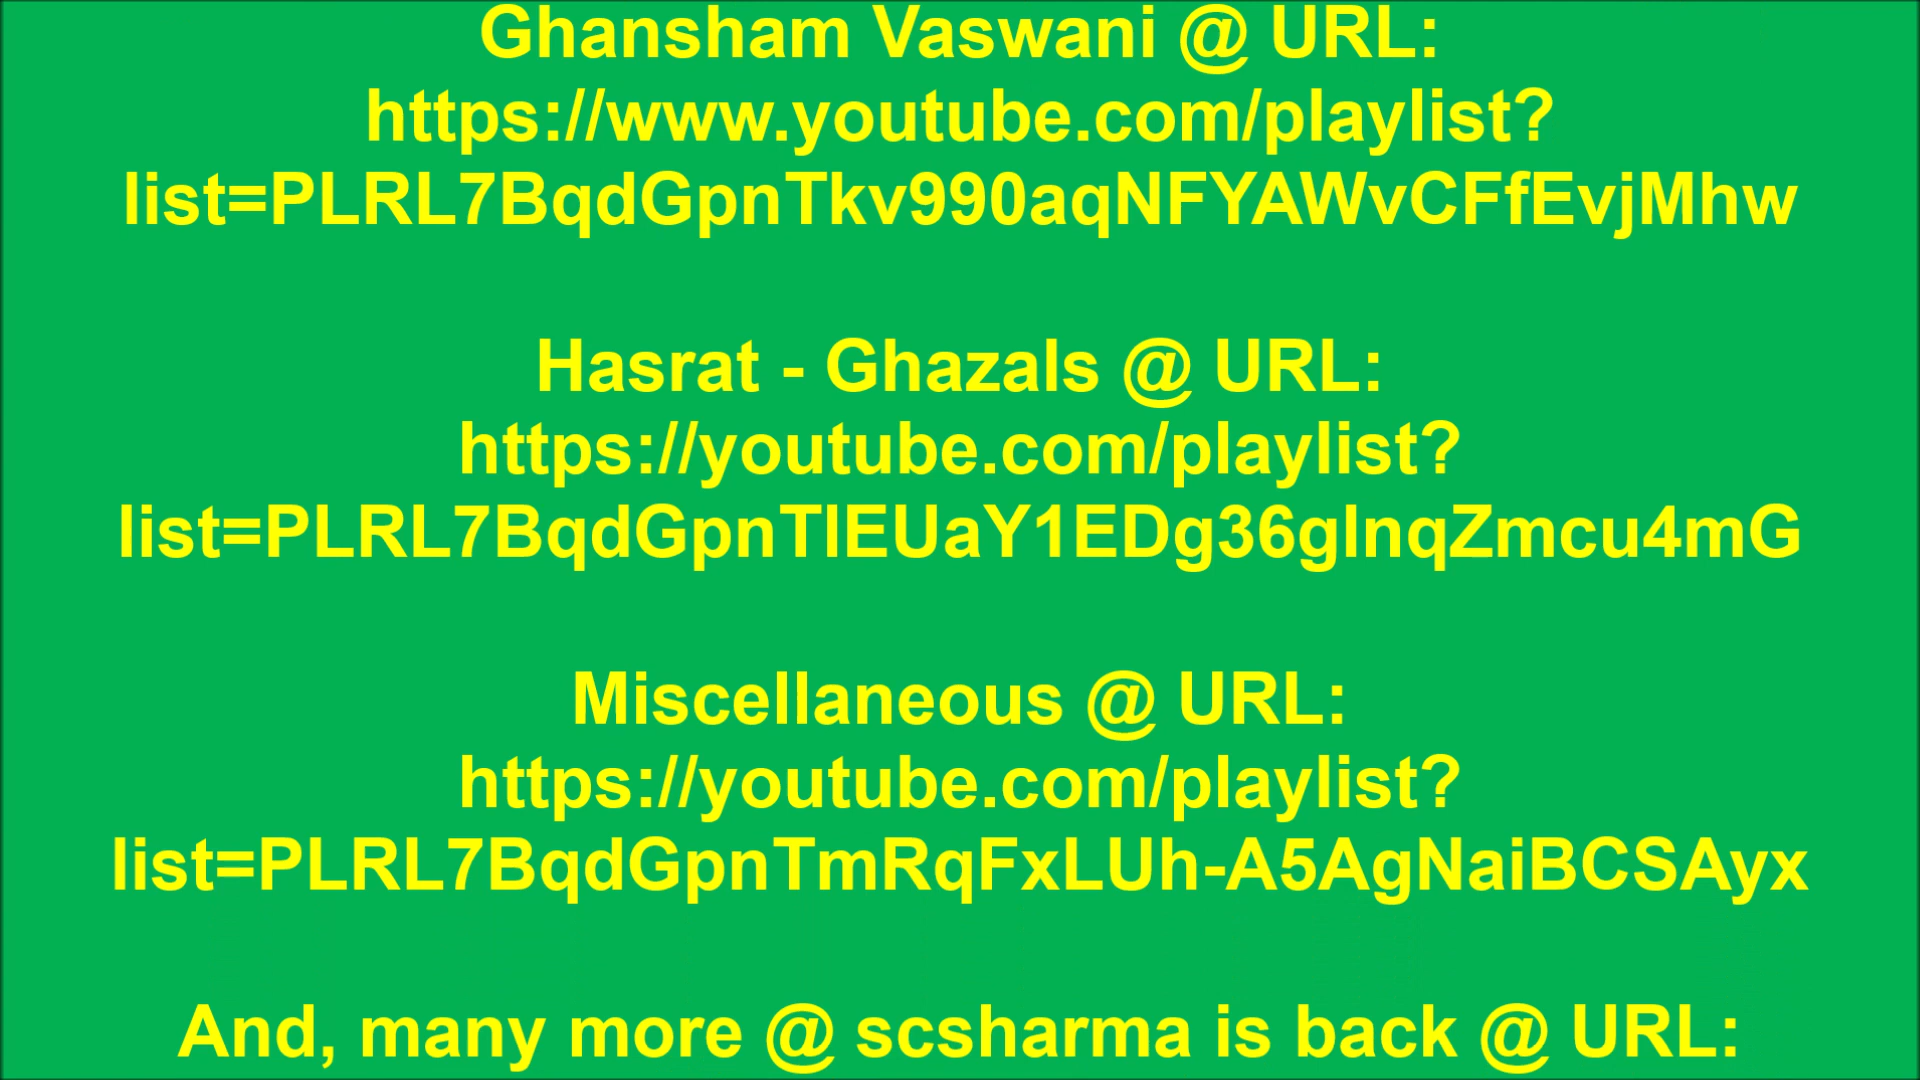 Ghansham Vaswani @ URL:
https://www.youtube.com/playlist?
list=PLRL7BqdGpnTkv990aqNFYAWvCFfEvjMhw
Hasrat - Ghazals @ URL:
https://youtube.com/playlist?
list=PLRL7BqdGpnTlEUaY1EDg36glnqZmcu4mG
Miscellaneous @ URL:
https://youtube.com/playlist?
list=PLRL7BqdGpnTmRqFxLUh-A5AgNaiBCSAyx
And, many more @ scsharma is back @ URL: